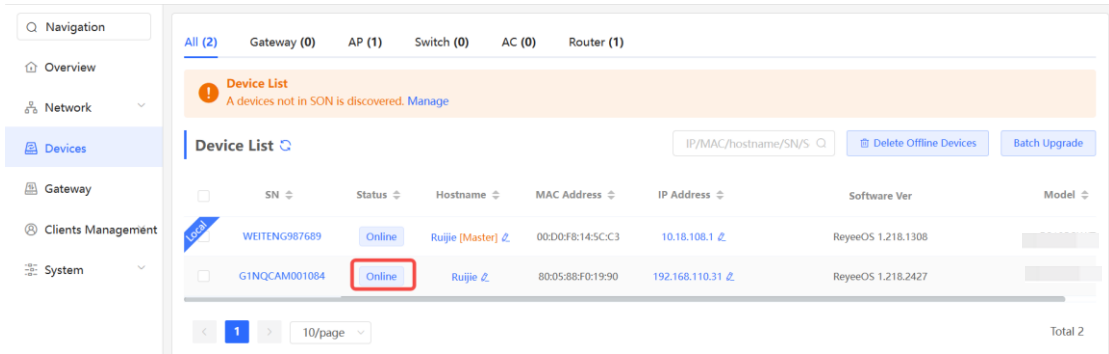 Navigation
Overview
Network
Devices
Gateway
Clients Management
System
All (2) Gateway (0) AP (1) Switch (0) AC (0) Router (1)
Device List
A devices not in SON is discovered. Manage
Device List IP/MAC/hostname/SN/S Delete Offline Devices Batch Upgrade
SN Status Hostname MAC Address IP Address Software Ver Model
Local
WEITENG987689 Online Ruijie [Master] 00:D0:F8:14:5C:C3 10.18.108.1 ReyeeOS 1.218.1308
G1NQCAM001084 Online Ruijie 80:05:88:F0:19:90 192.168.110.31 ReyeeOS 1.218.2427
1 10/page Total 2